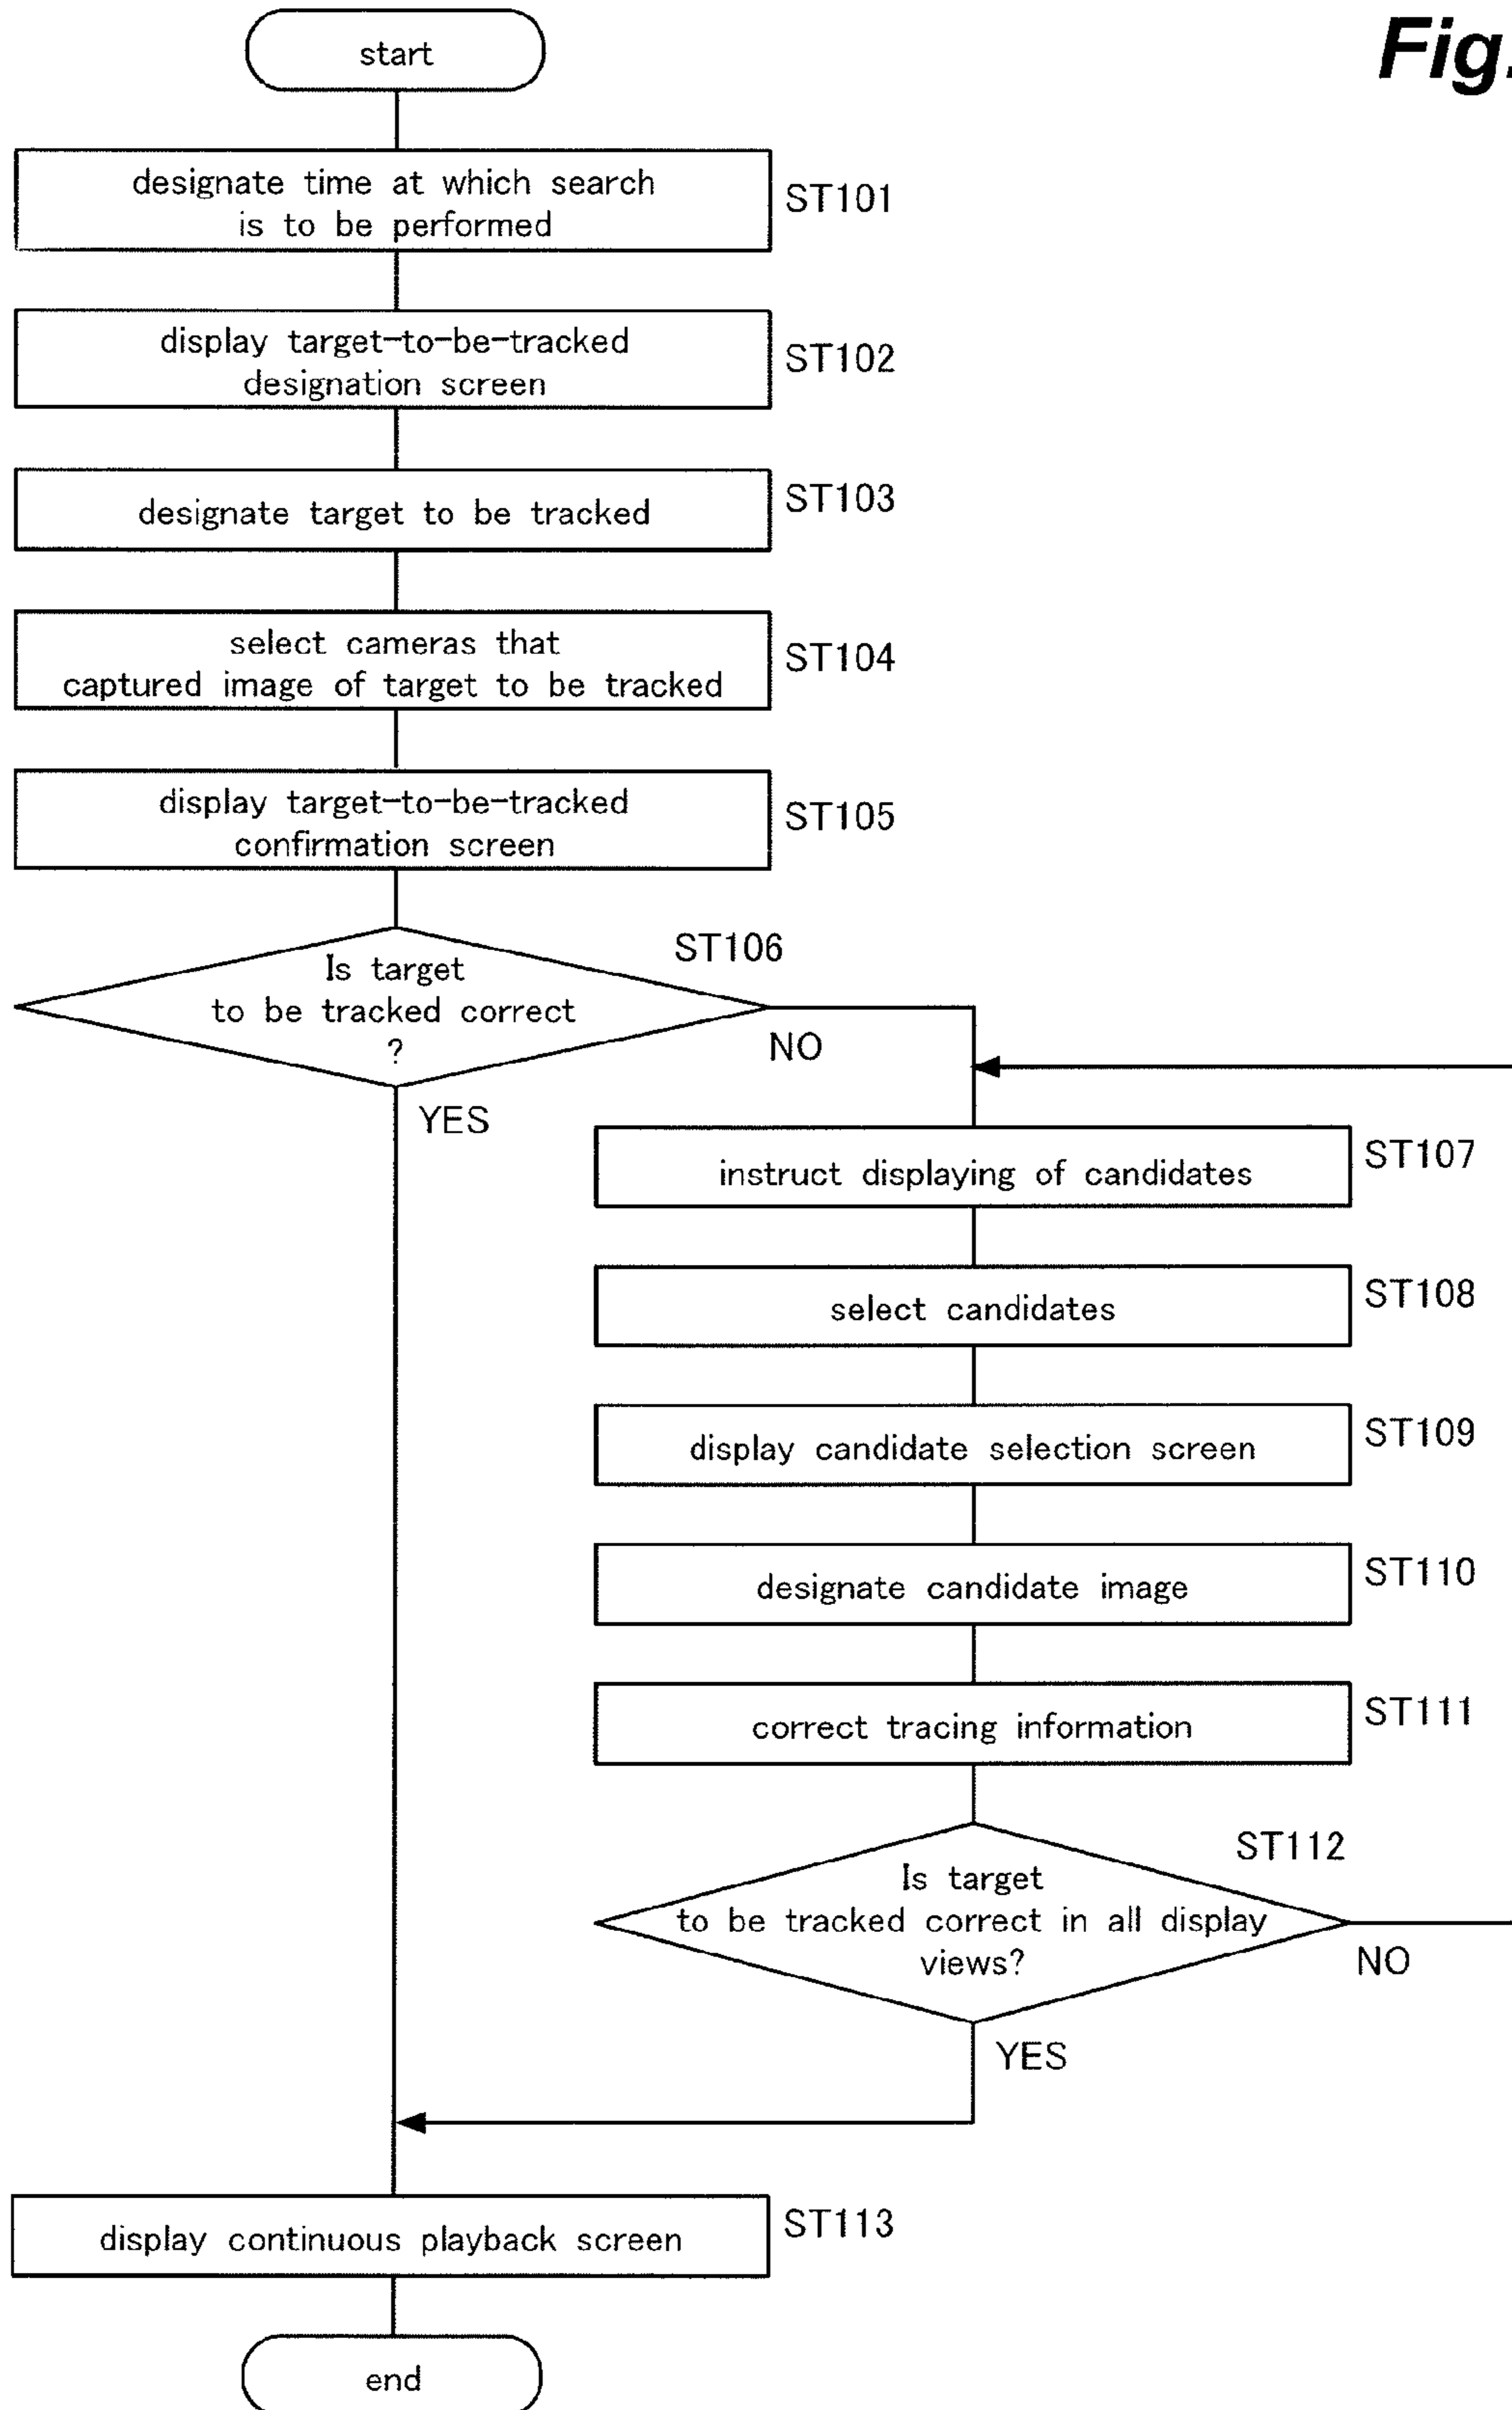 Fig.
start
designate time at which search
is to be performed
ST101
display target-to-be-tracked
designation screen
ST102
designate target to be tracked
ST103
select cameras that
captured image of target to be tracked
ST104
display target-to-be-tracked
confirmation screen
ST105
ST106
Is target
to be tracked correct
?
NO
YES
instruct displaying of candidates
ST107
select candidates
ST108
display candidate selection screen
ST109
designate candidate image
ST110
correct tracing information
ST111
ST112
Is target
to be tracked correct in all display
views?
NO
YES
display continuous playback screen
ST113
end